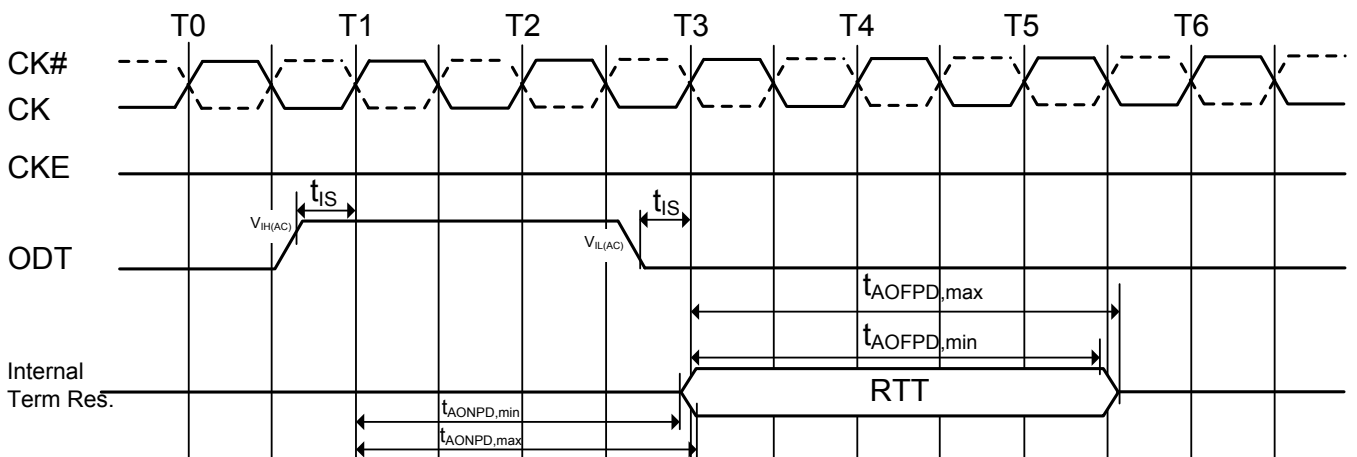 T0 T1 T2 T3 T4 T5 T6
CK#
CK
CKE
tIS tIS
VIH(AC) VIL(AC)
ODT
tAOFPD,max
tAOFPD,min
Internal
Term Res.
RTT
tAONPD,min
tAONPD,max